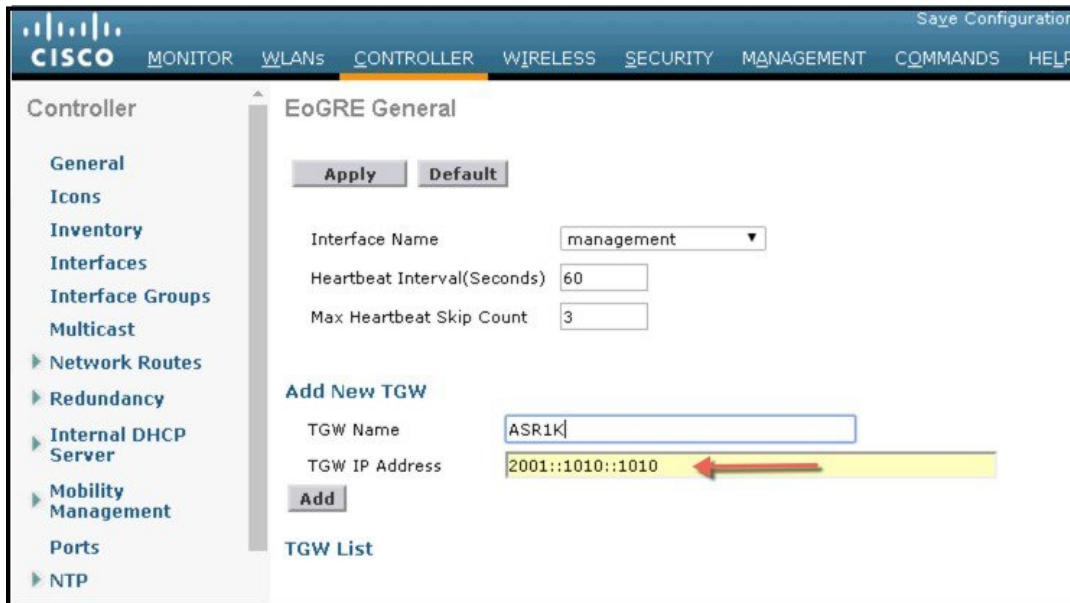 Save Configuration
CISCO MONITOR WLANs CONTROLLER WIRELESS SECURITY MANAGEMENT COMMANDS HELP
Controller
General
Icons
Inventory
Interfaces
Interface Groups
Multicast
Network Routes
Redundancy
Internal DHCP
Server
Mobility
Management
Ports
NTP
EoGRE General
Apply Default
Interface Name management
Heartbeat Interval(Seconds) 60
Max Heartbeat Skip Count 3
Add New TGW
TGW Name ASR1K
TGW IP Address 2001::1010::1010
Add
TGW List